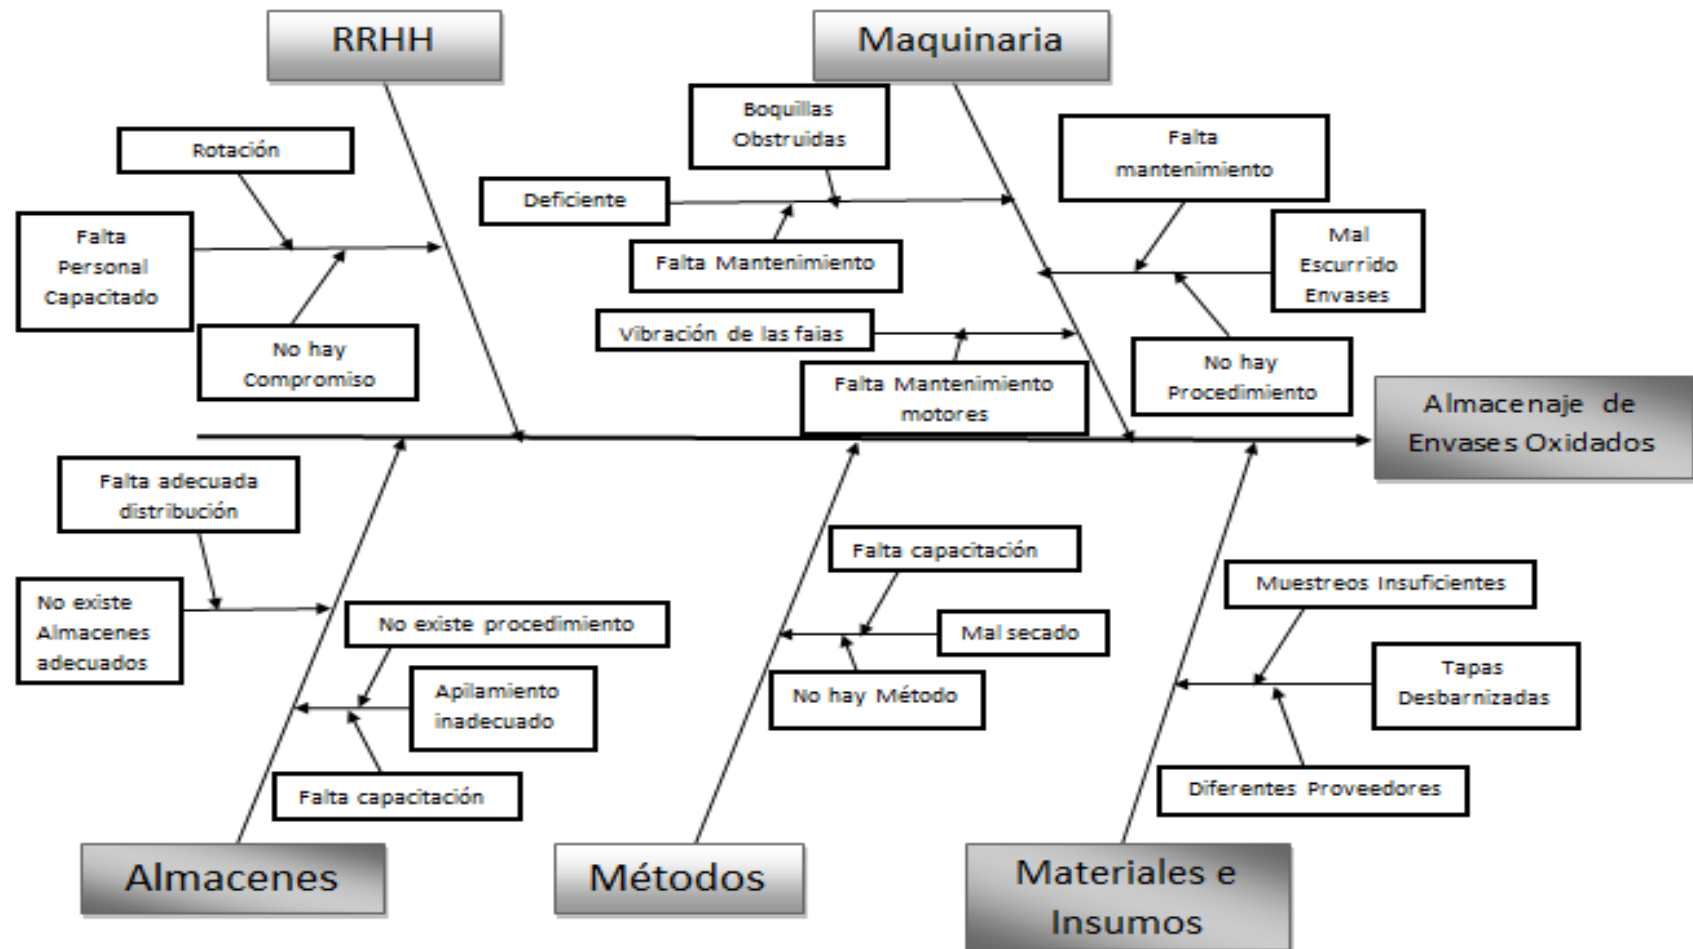 RRHH
Maquinaria
Boquillas
Obstruidas
Falta
mantenimiento
Rotación
Deficiente
Falta
Personal
Capacitado
Mal
Escurrido
Envases
Falta Mantenimiento
Vibración de las faias
No hay
Compromiso
No hay
Procedimiento
Falta Mantenimiento
motores
Almacenaje de
Envases Oxidados
Falta adecuada
distribución
Falta capacitación
Muestreos Insuficientes
No existe
Almacenes
adecuados
No existe procedimiento
Mal secado
Tapas
Desbarnizadas
Apilamiento
inadecuado
No hay Método
Falta capacitación
Diferentes Proveedores
Almacenes
Métodos
Materiales e
Insumos